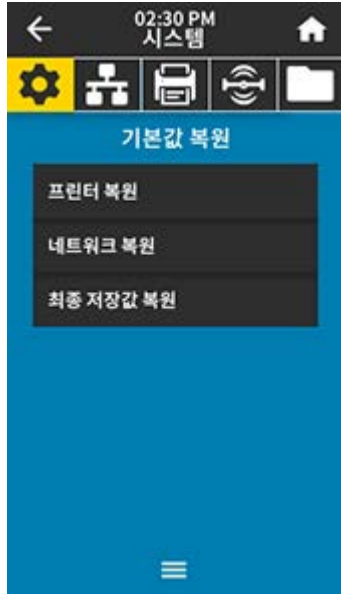 02:30 PM
시스템
기본값 복원
프린터 복원
네트워크 복원
최종 저장값 복원